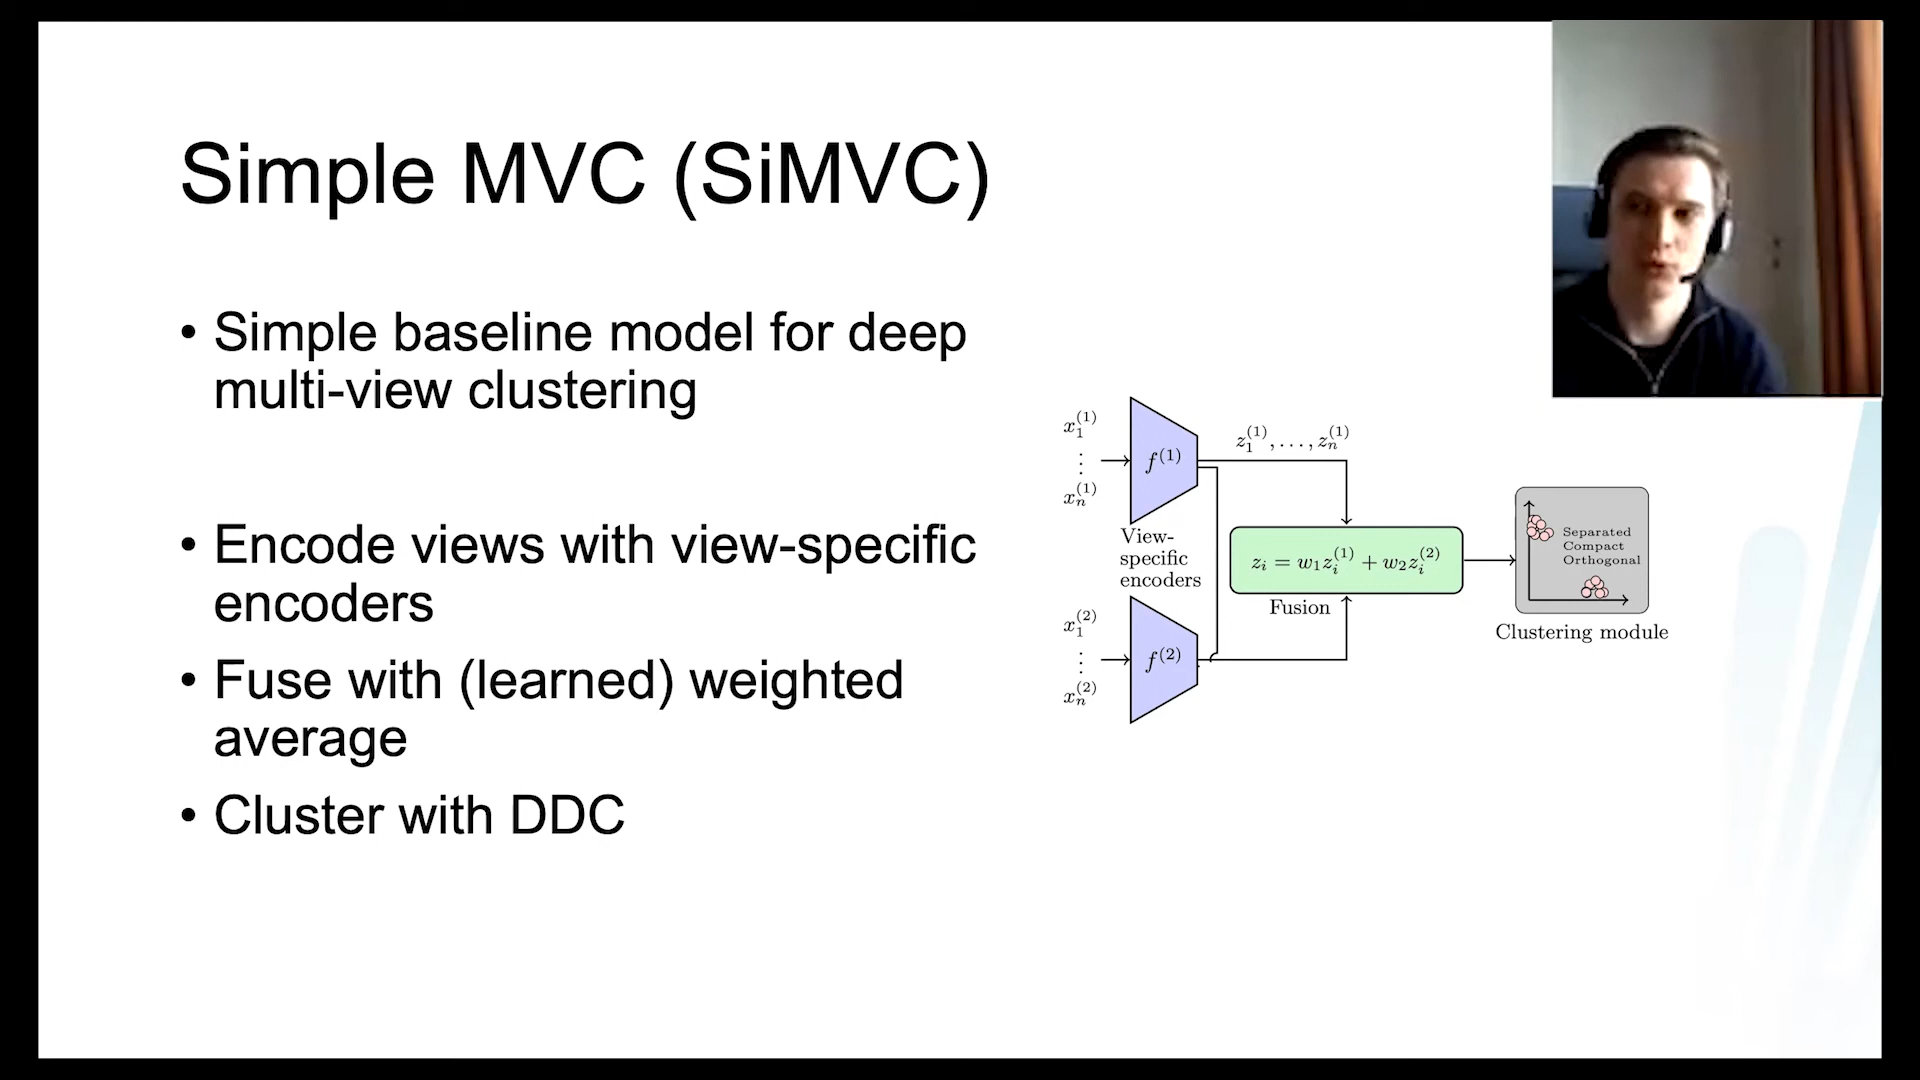 Simple MVC (SiMVC)
• Simple baseline model for deep
multi-view clustering
• Encode views with view-specific
encoders
• Fuse with (learned) weighted
average
• Cluster with DDC
x_1^{(1)}
⋮
x_n^{(1)}
f^{(1)}
z_1^{(1)}, . . . , z_n^{(1)}
View-
specific
encoders
x_1^{(2)}
⋮
x_n^{(2)}
f^{(2)}
z_i = w_1 z_i^{(1)} + w_2 z_i^{(2)}
Fusion
Separated
Compact
Orthogonal
Clustering module